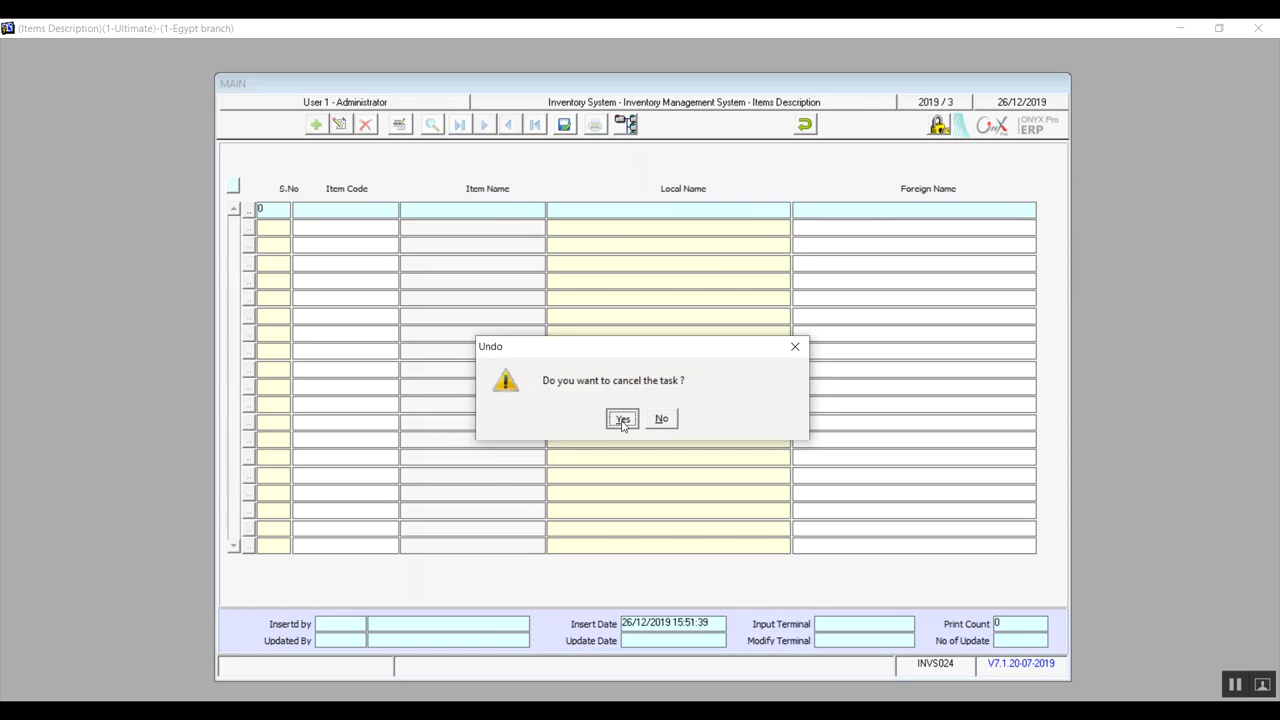 (Items Description)(1-Ultimate)-(1-Egypt branch)
MAIN
User 1 - Administrator
Inventory System - Inventory Management System - Items Description
2019 / 3
26/12/2019
OnX
ONYX Pro
ERP
S.No
Item Code
Item Name
Local Name
Foreign Name
0
Undo
Do you want to cancel the task ?
Yes
No
Insertd by
Insert Date
26/12/2019 15:51:39
Input Terminal
Print Count
0
Updated By
Update Date
Modify Terminal
No of Update
INVS024
V7.1.20-07-2019